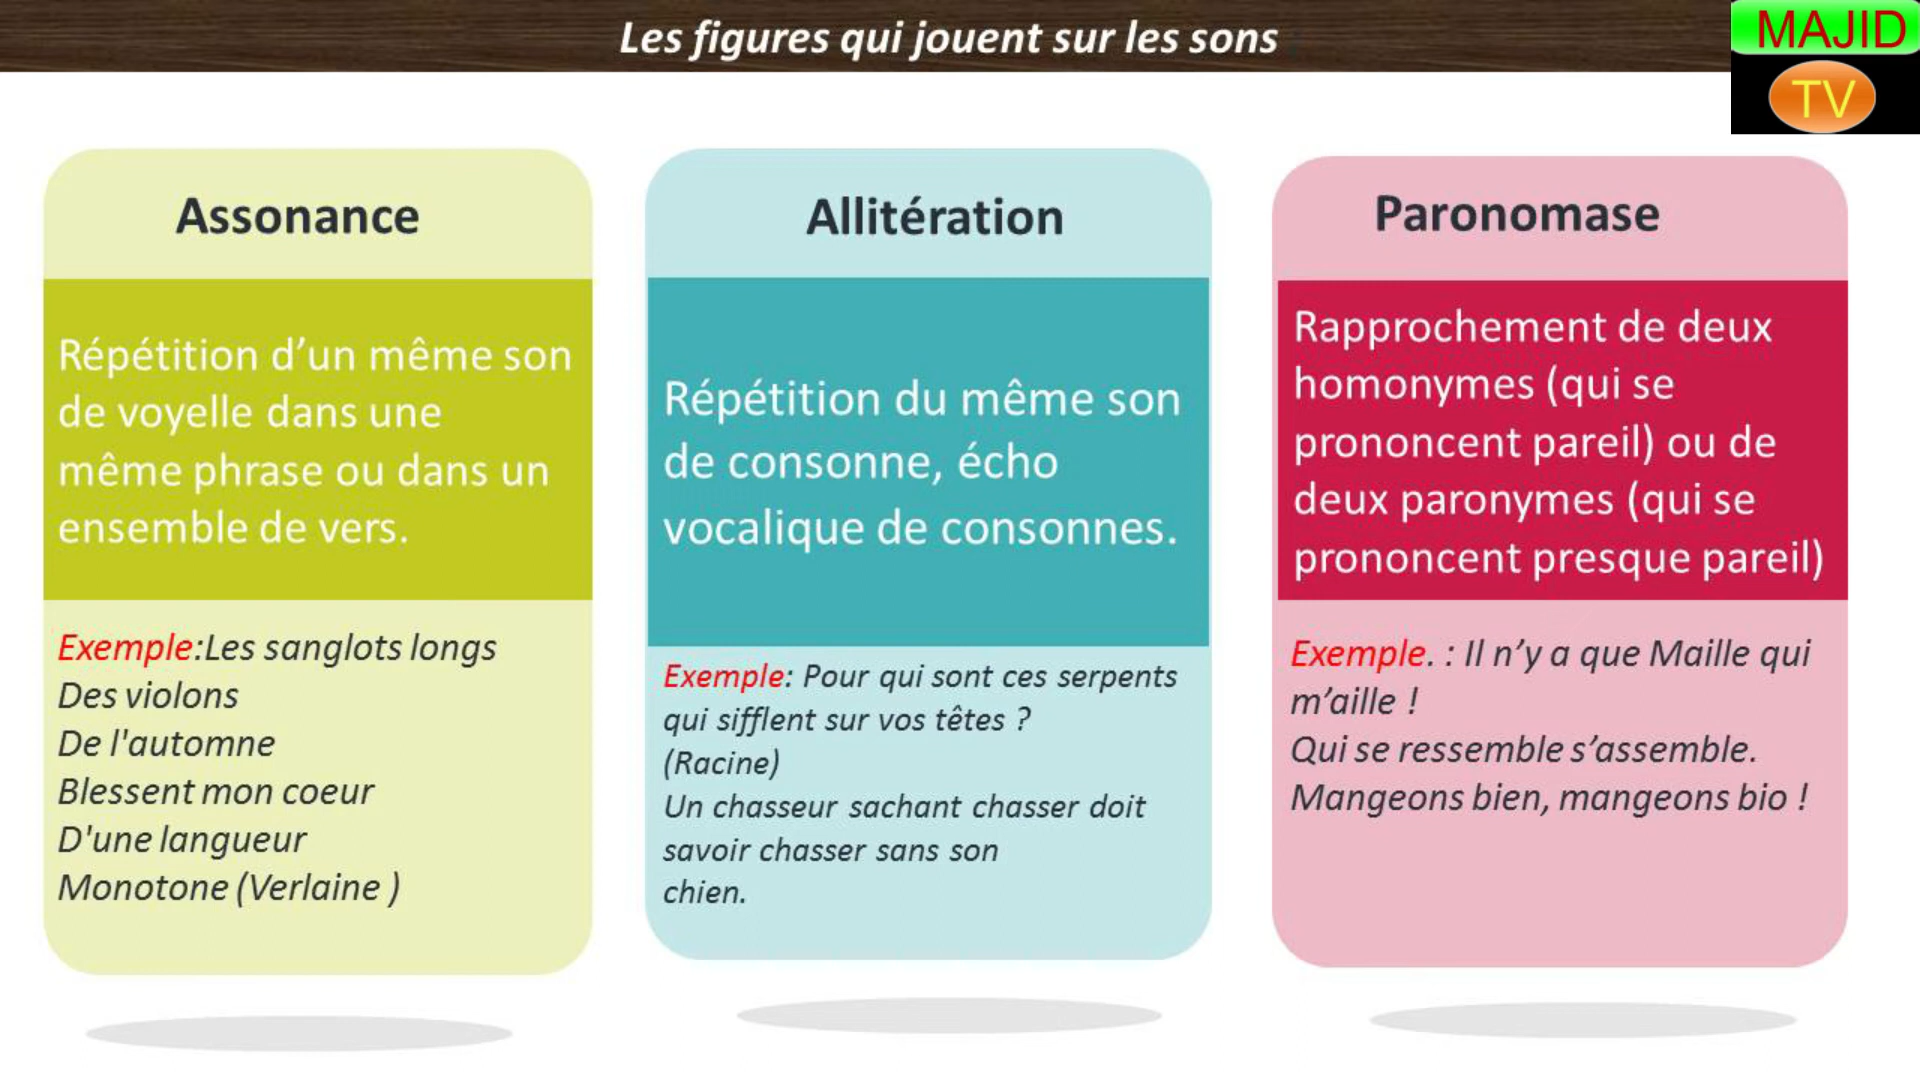 Les figures qui jouent sur les sons
MAJID
TV
Assonance
Répétition d’un même son
de voyelle dans une
même phrase ou dans un
ensemble de vers.
Exemple:Les sanglots longs
Des violons
De l'automne
Blessent mon coeur
D'une langueur
Monotone (Verlaine )
Allitération
Répétition du même son
de consonne, écho
vocalique de consonnes.
Exemple: Pour qui sont ces serpents
qui sifflent sur vos têtes ?
(Racine)
Un chasseur sachant chasser doit
savoir chasser sans son
chien.
Paronomase
Rapprochement de deux
homonymes (qui se
prononcent pareil) ou de
deux paronymes (qui se
prononcent presque pareil)
Exemple. : Il n’y a que Maille qui
m’aille !
Qui se ressemble s’assemble.
Mangeons bien, mangeons bio !